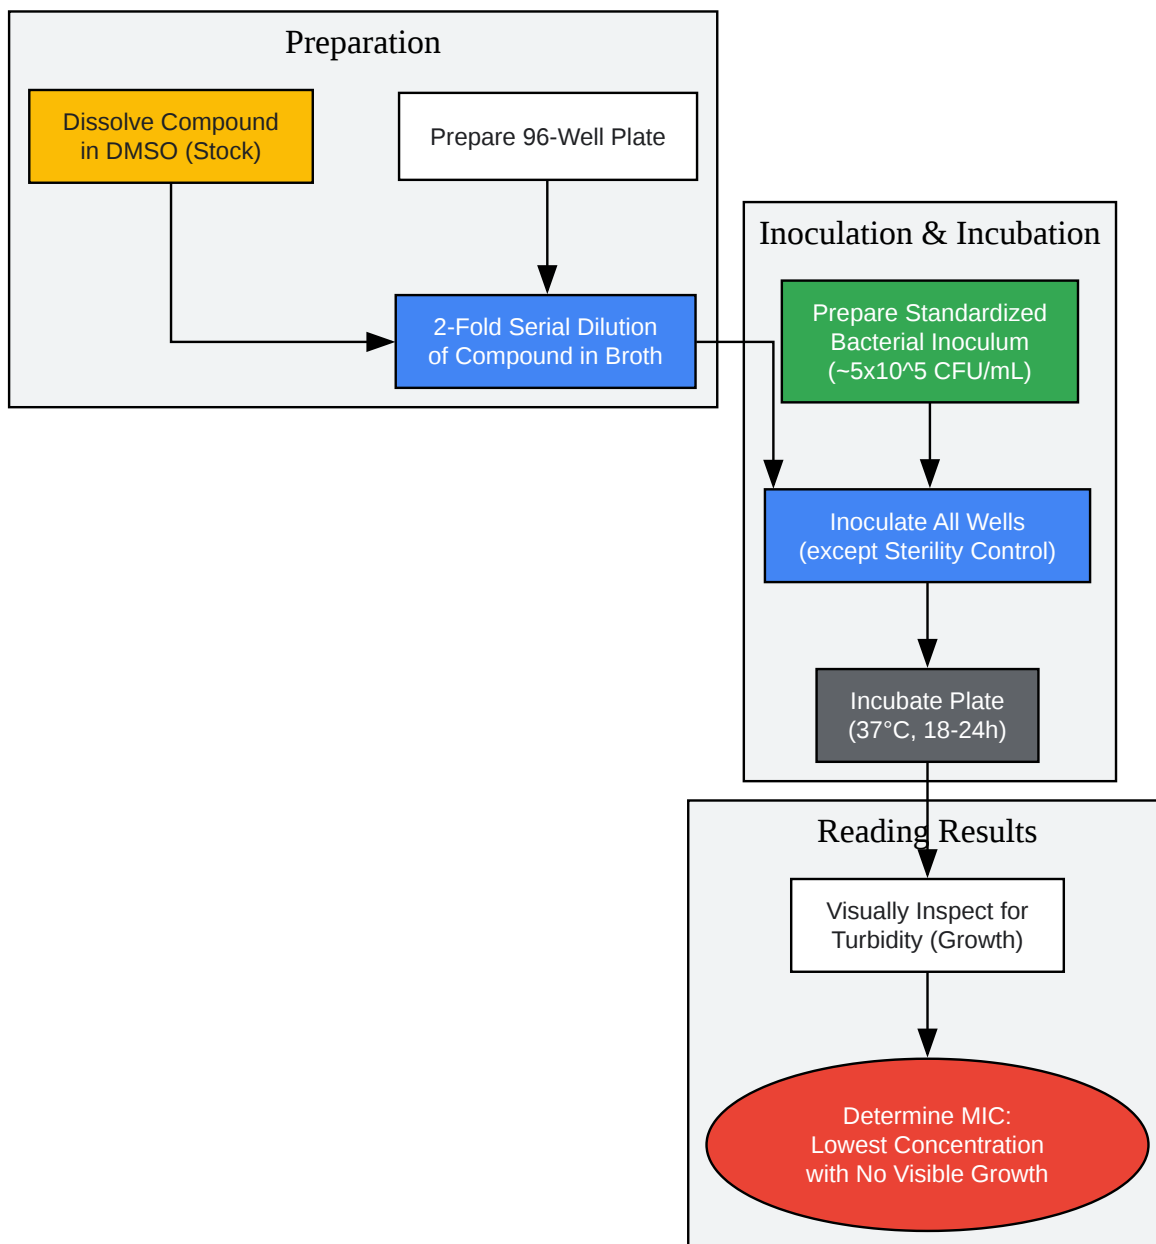 Preparation
Dissolve Compound
in DMSO (Stock)
Prepare 96-Well Plate
2-Fold Serial Dilution
of Compound in Broth
Inoculation & Incubation
Prepare Standardized
Bacterial Inoculum
(~5x10^5 CFU/mL)
Inoculate All Wells
(except Sterility Control)
Incubate Plate
(37°C, 18-24h)
Reading Results
Visually Inspect for
Turbidity (Growth)
Determine MIC:
Lowest Concentration
with No Visible Growth